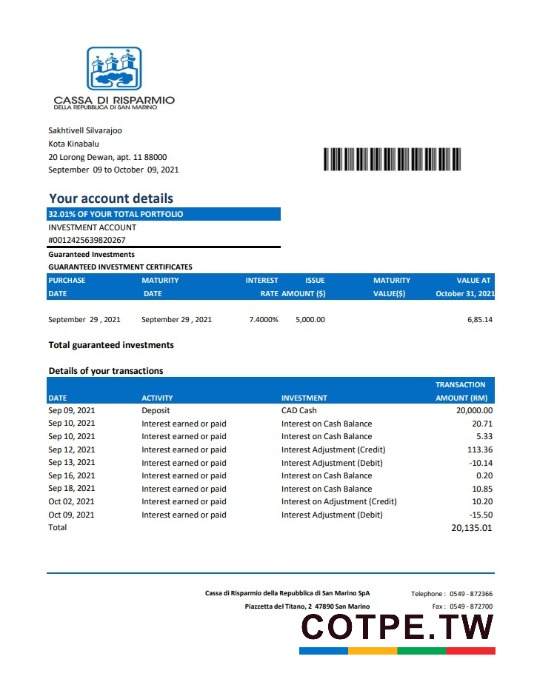 CASSA DI RISPARMIO
DELLA REPUBBLICA DI SAN MARINO
Sakhtivell Silvarajoo
Kota Kinabalu
20 Lorong Dewan, apt. 11 88000
September 09 to October 09, 2021
Your account details
32.01% OF YOUR TOTAL PORTFOLIO
INVESTMENT ACCOUNT
#0012425639820267
Guaranteed Investments
GUARANTEED INVESTMENT CERTIFICATES
PURCHASE MATURITY INTEREST ISSUE MATURITY VALUE AT
DATE DATE RATE AMOUNT ($) VALUE($) October 31, 2021
September 29 , 2021 September 29 , 2021 7.4000% 5,000.00 6,85.14
Total guaranteed investments
Details of your transactions
TRANSACTION
DATE ACTIVITY INVESTMENT AMOUNT (RM)
Sep 09, 2021 Deposit CAD Cash 20,000.00
Sep 10, 2021 Interest earned or paid Interest on Cash Balance 20.71
Sep 10, 2021 Interest earned or paid Interest on Cash Balance 5.33
Sep 12, 2021 Interest earned or paid Interest Adjustment (Credit) 113.36
Sep 13, 2021 Interest earned or paid Interest Adjustment (Debit) -10.14
Sep 16, 2021 Interest earned or paid Interest on Cash Balance 0.20
Sep 18, 2021 Interest earned or paid Interest on Cash Balance 10.85
Oct 02, 2021 Interest earned or paid Interest on Adjustment (Credit) 10.20
Oct 09, 2021 Interest earned or paid Interest Adjustment (Debit) -15.50
Total 20,135.01
Cassa di Risparmio della Repubblica di San Marino SpA Telephone : 0549 - 872366
Piazzetta del Titano, 2 47890 San Marino Fax : 0549 - 872700
COTPE.TW